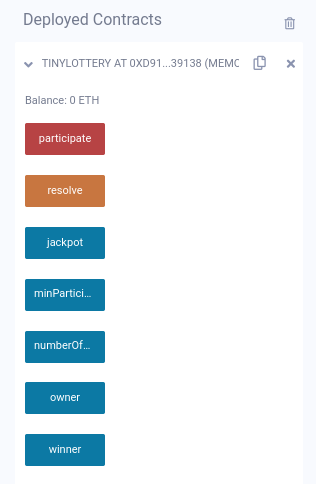 Deployed Contracts
TINYLOTTERY AT 0XD91...39138 (MEMO
Balance: 0 ETH
participate
resolve
jackpot
minPartici...
numberOf...
owner
winner